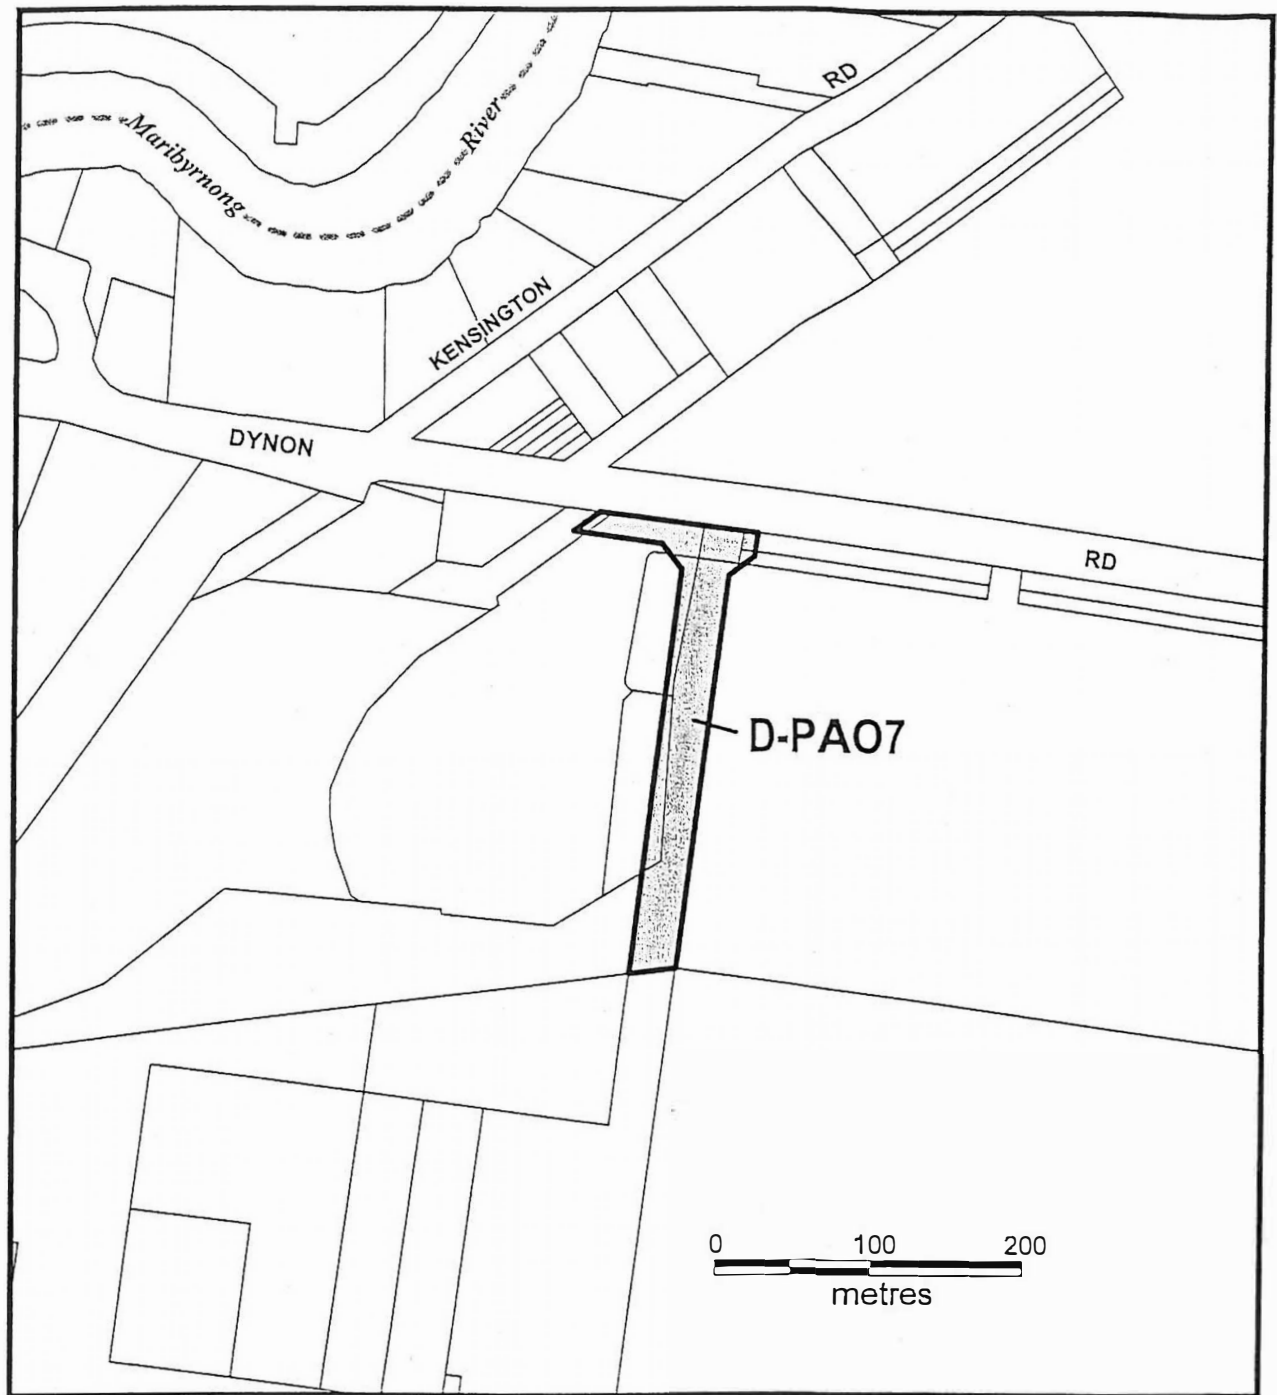 RD
Maribyrnong River
KENSINGTON
DYNON
RD
D-PAO7
0 100 200
metres